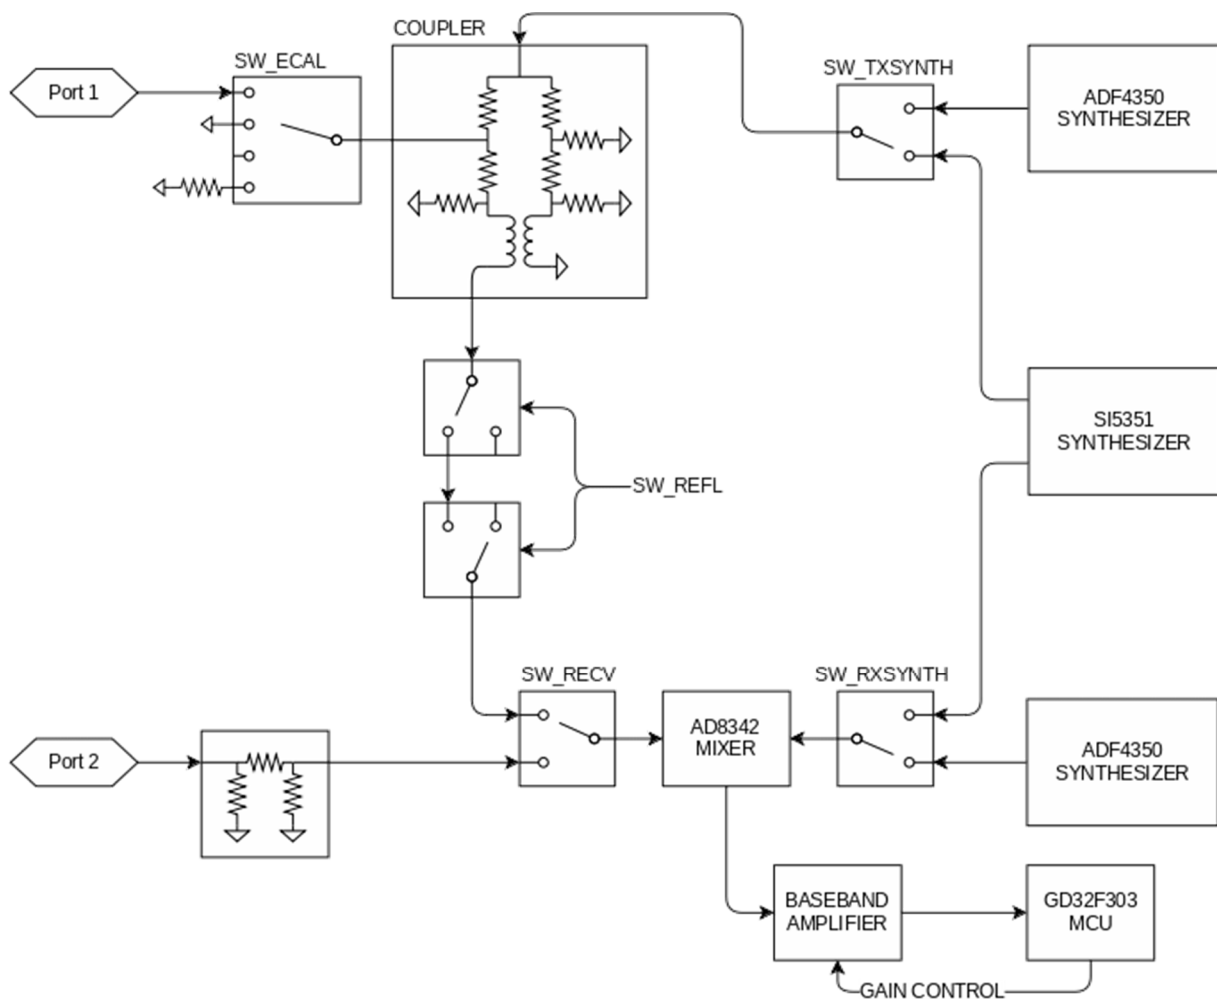 COUPLER
SW_ECAL
Port 1
SW_TXSYNTH
ADF4350
SYNTHESIZER
SI5351
SYNTHESIZER
SW_REFL
SW_RECV
SW_RXSYNTH
AD8342
MIXER
ADF4350
SYNTHESIZER
Port 2
BASEBAND
AMPLIFIER
GD32F303
MCU
GAIN CONTROL